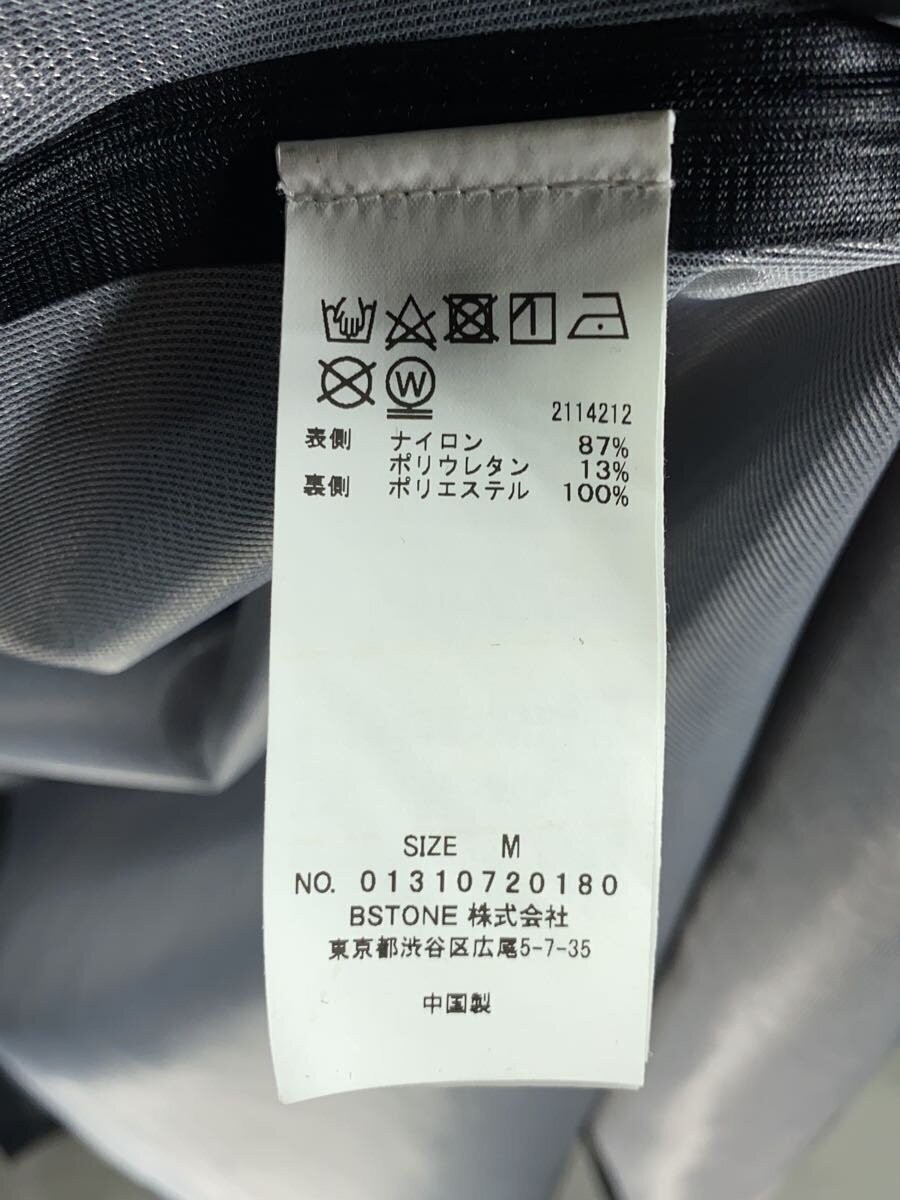 W
2114212
表側 ナイロン 87%
ポリウレタン 13%
裏側 ポリエステル 100%
SIZE M
NO. 01310720180
BSTONE 株式会社
東京都渋谷区広尾5-7-35
中国製